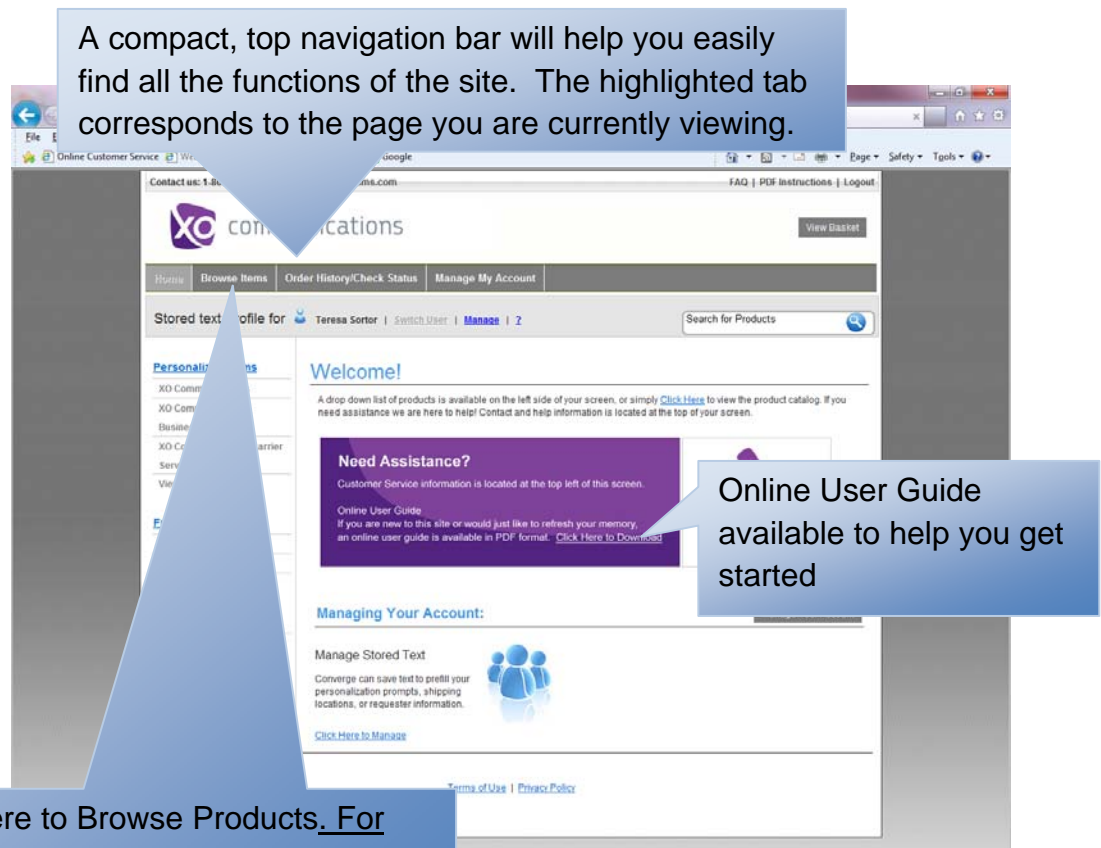 A compact, top navigation bar will help you easily
find all the functions of the site. The highlighted tab
corresponds to the page you are currently viewing.
File
Online Customer Service
Google
Page Safety Tools
Contact us:
FAQ | PDF Instructions | Logout
XO
View Basket
Home Browse Items Order History/Check Status Manage My Account
Stored text profile for Teresa Sortor | Switch User | Manage | ?
Search for Products
Welcome!
XO
A drop down list of products is available on the left side of your screen, or simply Click Here to view the product catalog. If you
XO
need assistance we are here to help! Contact and help information is located at the top of your screen.
XO
Need Assistance?
Customer Service information is located at the top left of this screen.
Online User Guide
If you are new to this site or would just like to refresh your memory,
an online user guide is available in PDF format. Click Here to Download
Online User Guide
available to help you get
started
Managing Your Account:
Manage Stored Text
Converge can save text to prefill your
personalization prompts, shipping
locations, or requester information.
Click Here to Manage
Terms of Use | Privacy Policy
to Browse Products. For